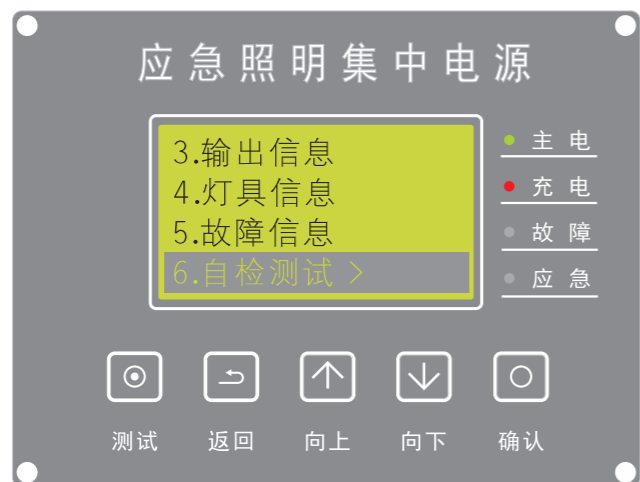 应急照明集中电源
3.输出信息
4.灯具信息
5.故障信息
6.自检测试 >
主电
充电
故障
应急
测试 返回 向上 向下 确认